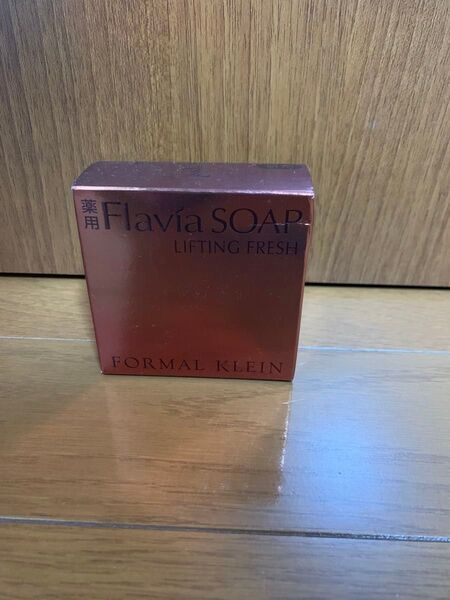 薬用 Flavia SOAP
LIFTING FRESH
FORMAL KLEIN